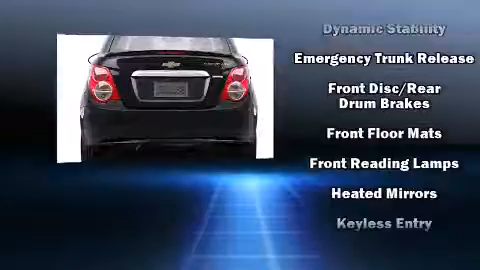 Dynamic Stability
Emergency Trunk Release
Front Disc/Rear
Drum Brakes
Front Floor Mats
Front Reading Lamps
Heated Mirrors
Keyless Entry